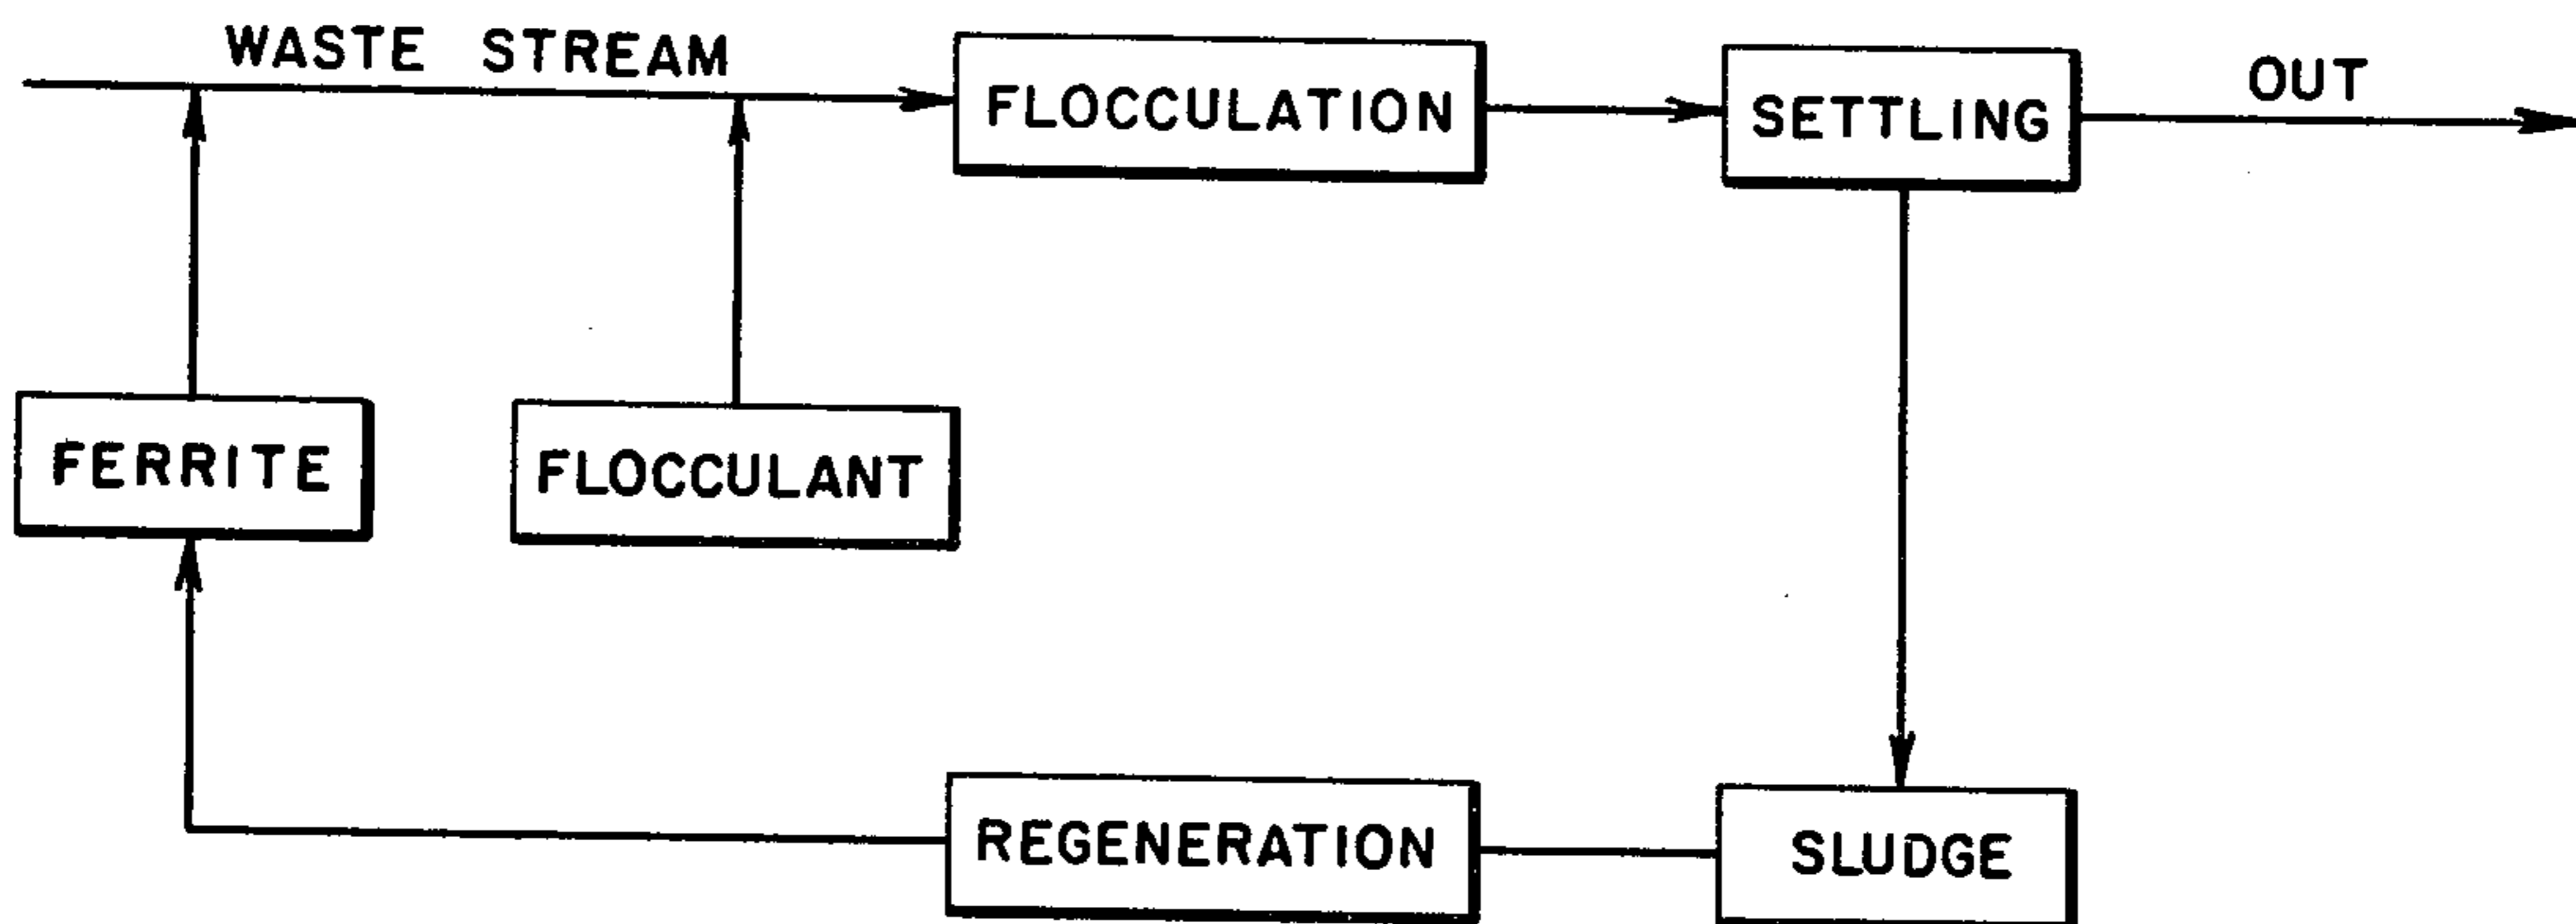 WASTE STREAM
FLOCCULATION
SETTLING
OUT
FERRITE
FLOCCULANT
REGENERATION
SLUDGE